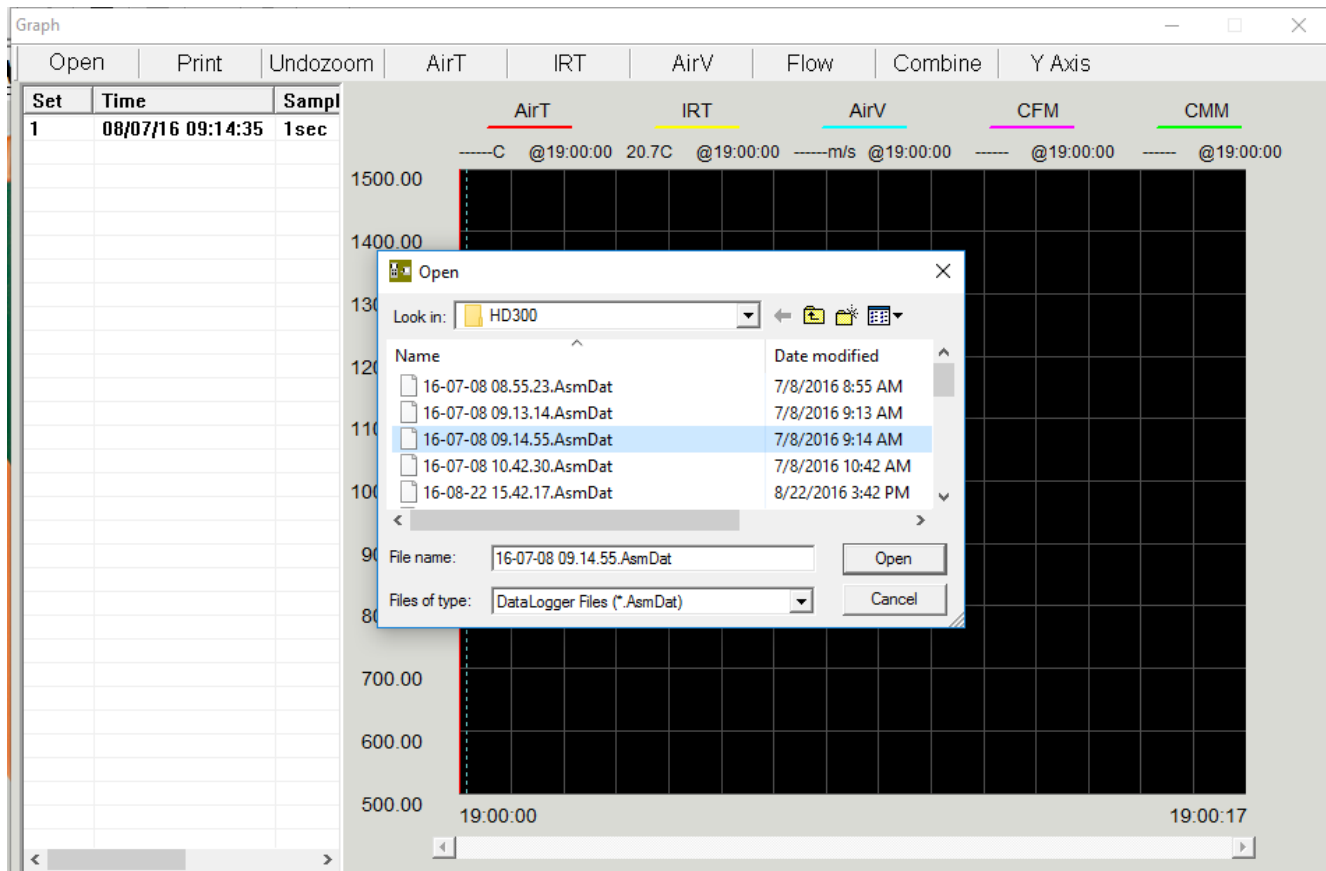 Graph
Open Print Undozoom AirT IRT AirV Flow Combine Y Axis
Set Time Sampl
1 08/07/16 09:14:35 1sec
AirT IRT AirV CFM CMM
------C @19:00:00 20.7C @19:00:00 ------m/s @19:00:00 ------ @19:00:00 ------ @19:00:00
1500.00
1400.00
Open
Look in: HD300
Name Date modified
16-07-08 08.55.23.AsmDat 7/8/2016 8:55 AM
16-07-08 09.13.14.AsmDat 7/8/2016 9:13 AM
16-07-08 09.14.55.AsmDat 7/8/2016 9:14 AM
16-07-08 10.42.30.AsmDat 7/8/2016 10:42 AM
16-08-22 15.42.17.AsmDat 8/22/2016 3:42 PM
File name: 16-07-08 09.14.55.AsmDat Open
Files of type: DataLogger Files (*.AsmDat) Cancel
700.00
600.00
500.00
19:00:00 19:00:17